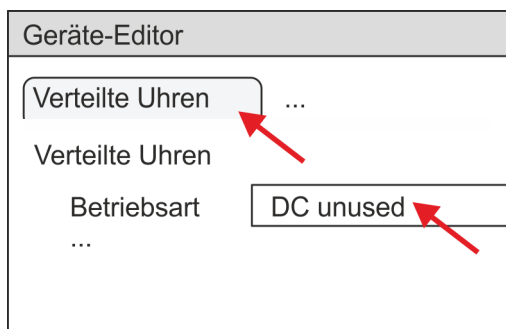 Geräte-Editor
Verteilte Uhren ...
Verteilte Uhren
Betriebsart DC unused
...